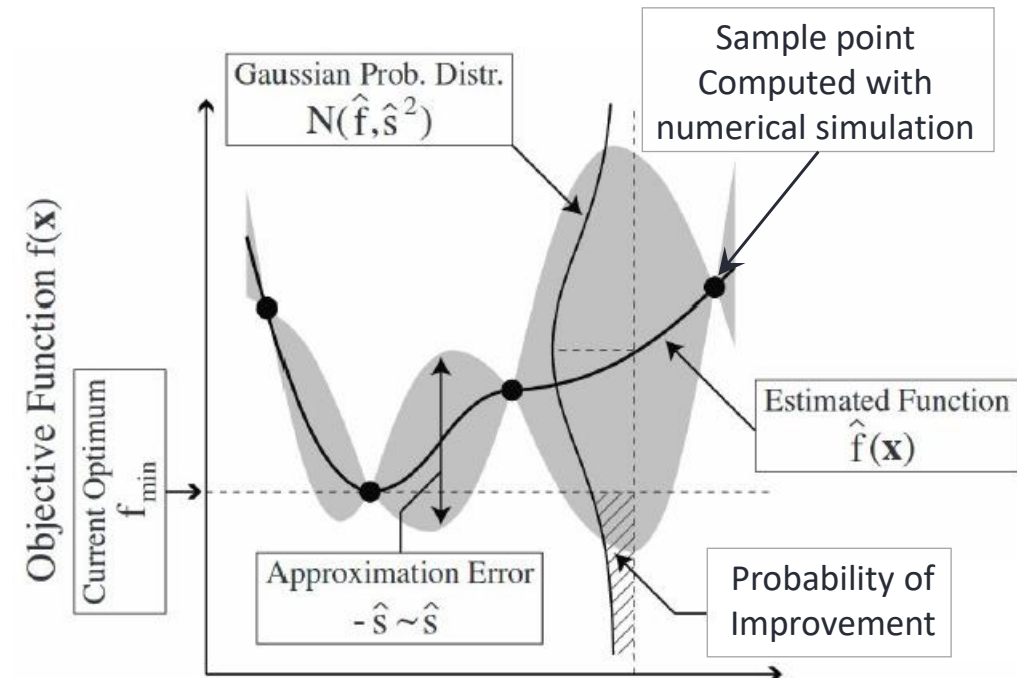 Gaussian Prob. Distr.
N(f̂,ŝ²)
Sample point
Computed with
numerical simulation
Objective Function f(x)
Current Optimum
f_min
Approximation Error
-ŝ ~ ŝ
Estimated Function
f̂(x)
Probability of
Improvement